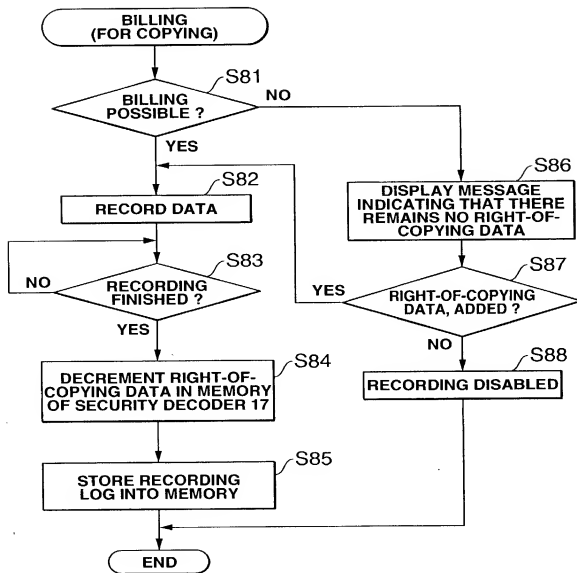 BILLING
(FOR COPYING)
S81
BILLING
POSSIBLE ?
NO
YES
S82
RECORD DATA
S83
RECORDING
FINISHED ?
NO
YES
S84
DECREMENT RIGHT-OF-
COPYING DATA IN MEMORY
OF SECURITY DECODER 17
S85
STORE RECORDING
LOG INTO MEMORY
END
S86
DISPLAY MESSAGE
INDICATING THAT THERE
REMAINS NO RIGHT-OF-
COPYING DATA
S87
RIGHT-OF-COPYING
DATA, ADDED ?
YES
NO
S88
RECORDING DISABLED